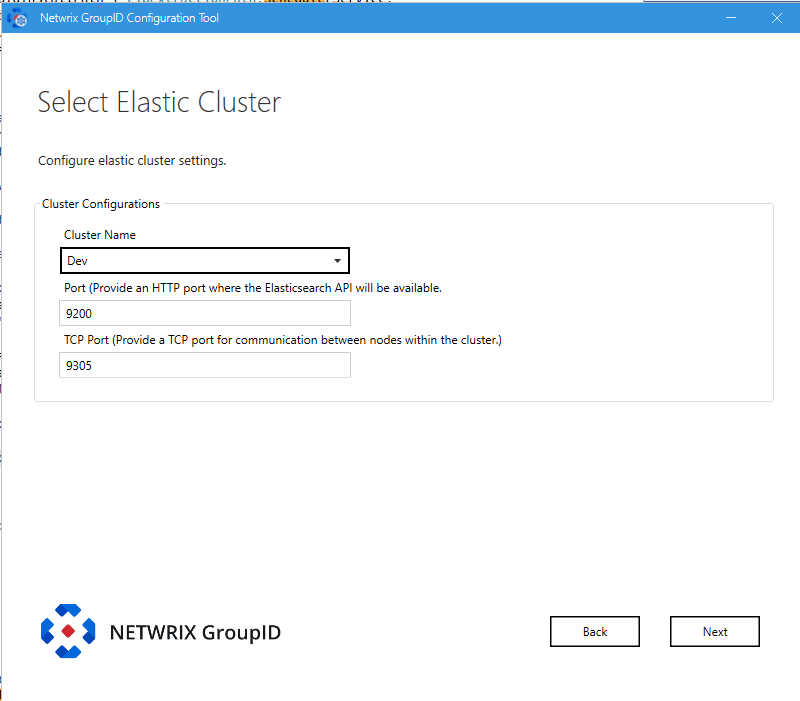 Netwrix GroupID Configuration Tool
Select Elastic Cluster
Configure elastic cluster settings.
Cluster Configurations
Cluster Name
Dev
Port (Provide an HTTP port where the Elasticsearch API will be available.
9200
TCP Port (Provide a TCP port for communication between nodes within the cluster.)
9305
NETWRIX GroupID
Back
Next